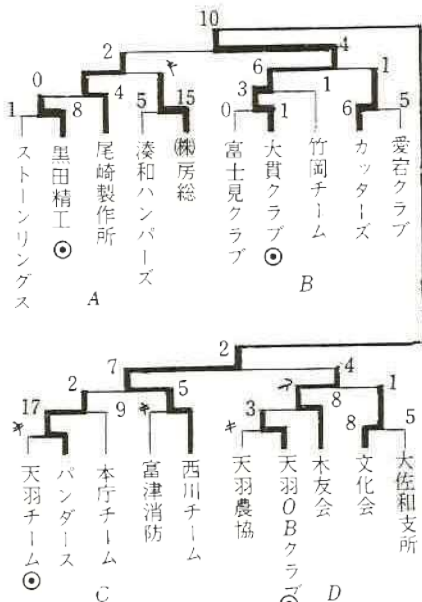 10
2
4
キ
0
6
1
4
3
1
1
8
5
15
0
1
6
5
ストーンリングス
黒田精工
尾崎製作所
湊和ハンパーズ
㈱房総
富士見クラブ
大貫クラブ
竹岡チーム
カッターズ
愛宕クラブ
A
B
2
7
4
2
5
キ
1
17
9
キ
3
8
キ
キ
8
5
天羽チーム
パンダース
本庁チーム
富津消防
西川チーム
天羽農協
天羽OBクラブ
木友会
文化会
大佐和支所
C
D